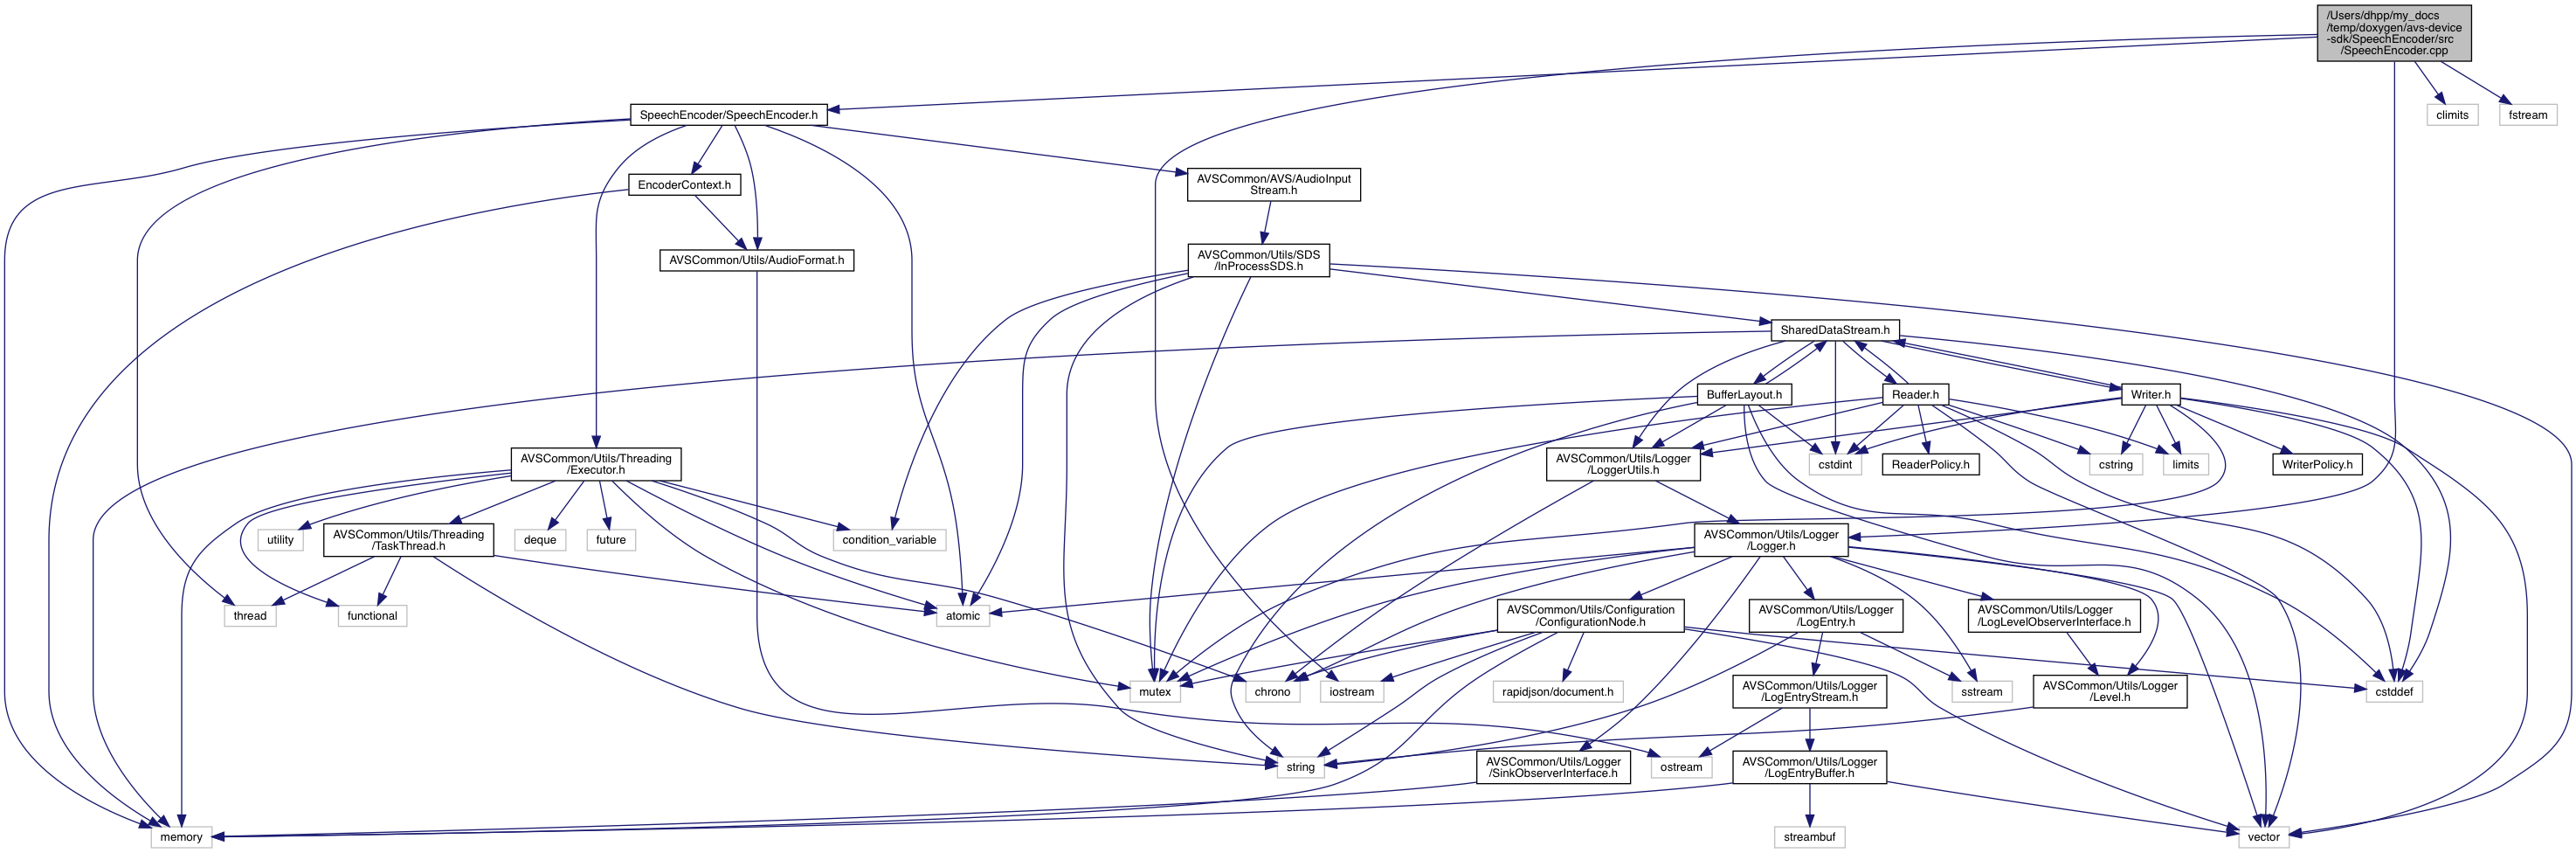 /Users/dhpp/my_docs
/temp/doxygen/avs-device
-sdk/SpeechEncoder/src
/SpeechEncoder.cpp
SpeechEncoder/SpeechEncoder.h
climits
fstream
EncoderContext.h
AVSCommon/AVS/AudioInput
Stream.h
AVSCommon/Utils/AudioFormat.h
AVSCommon/Utils/SDS
/InProcessSDS.h
SharedDataStream.h
BufferLayout.h
Reader.h
Writer.h
AVSCommon/Utils/Threading
/Executor.h
AVSCommon/Utils/Logger
/LoggerUtils.h
cstdint
ReaderPolicy.h
cstring
limits
WriterPolicy.h
utility
AVSCommon/Utils/Threading
/TaskThread.h
deque
future
condition_variable
AVSCommon/Utils/Logger
/Logger.h
thread
functional
atomic
AVSCommon/Utils/Configuration
/ConfigurationNode.h
AVSCommon/Utils/Logger
/LogEntry.h
AVSCommon/Utils/Logger
/LogLevelObserverInterface.h
mutex
chrono
iostream
rapidjson/document.h
AVSCommon/Utils/Logger
/LogEntryStream.h
sstream
AVSCommon/Utils/Logger
/Level.h
cstddef
string
AVSCommon/Utils/Logger
/SinkObserverInterface.h
ostream
AVSCommon/Utils/Logger
/LogEntryBuffer.h
memory
streambuf
vector